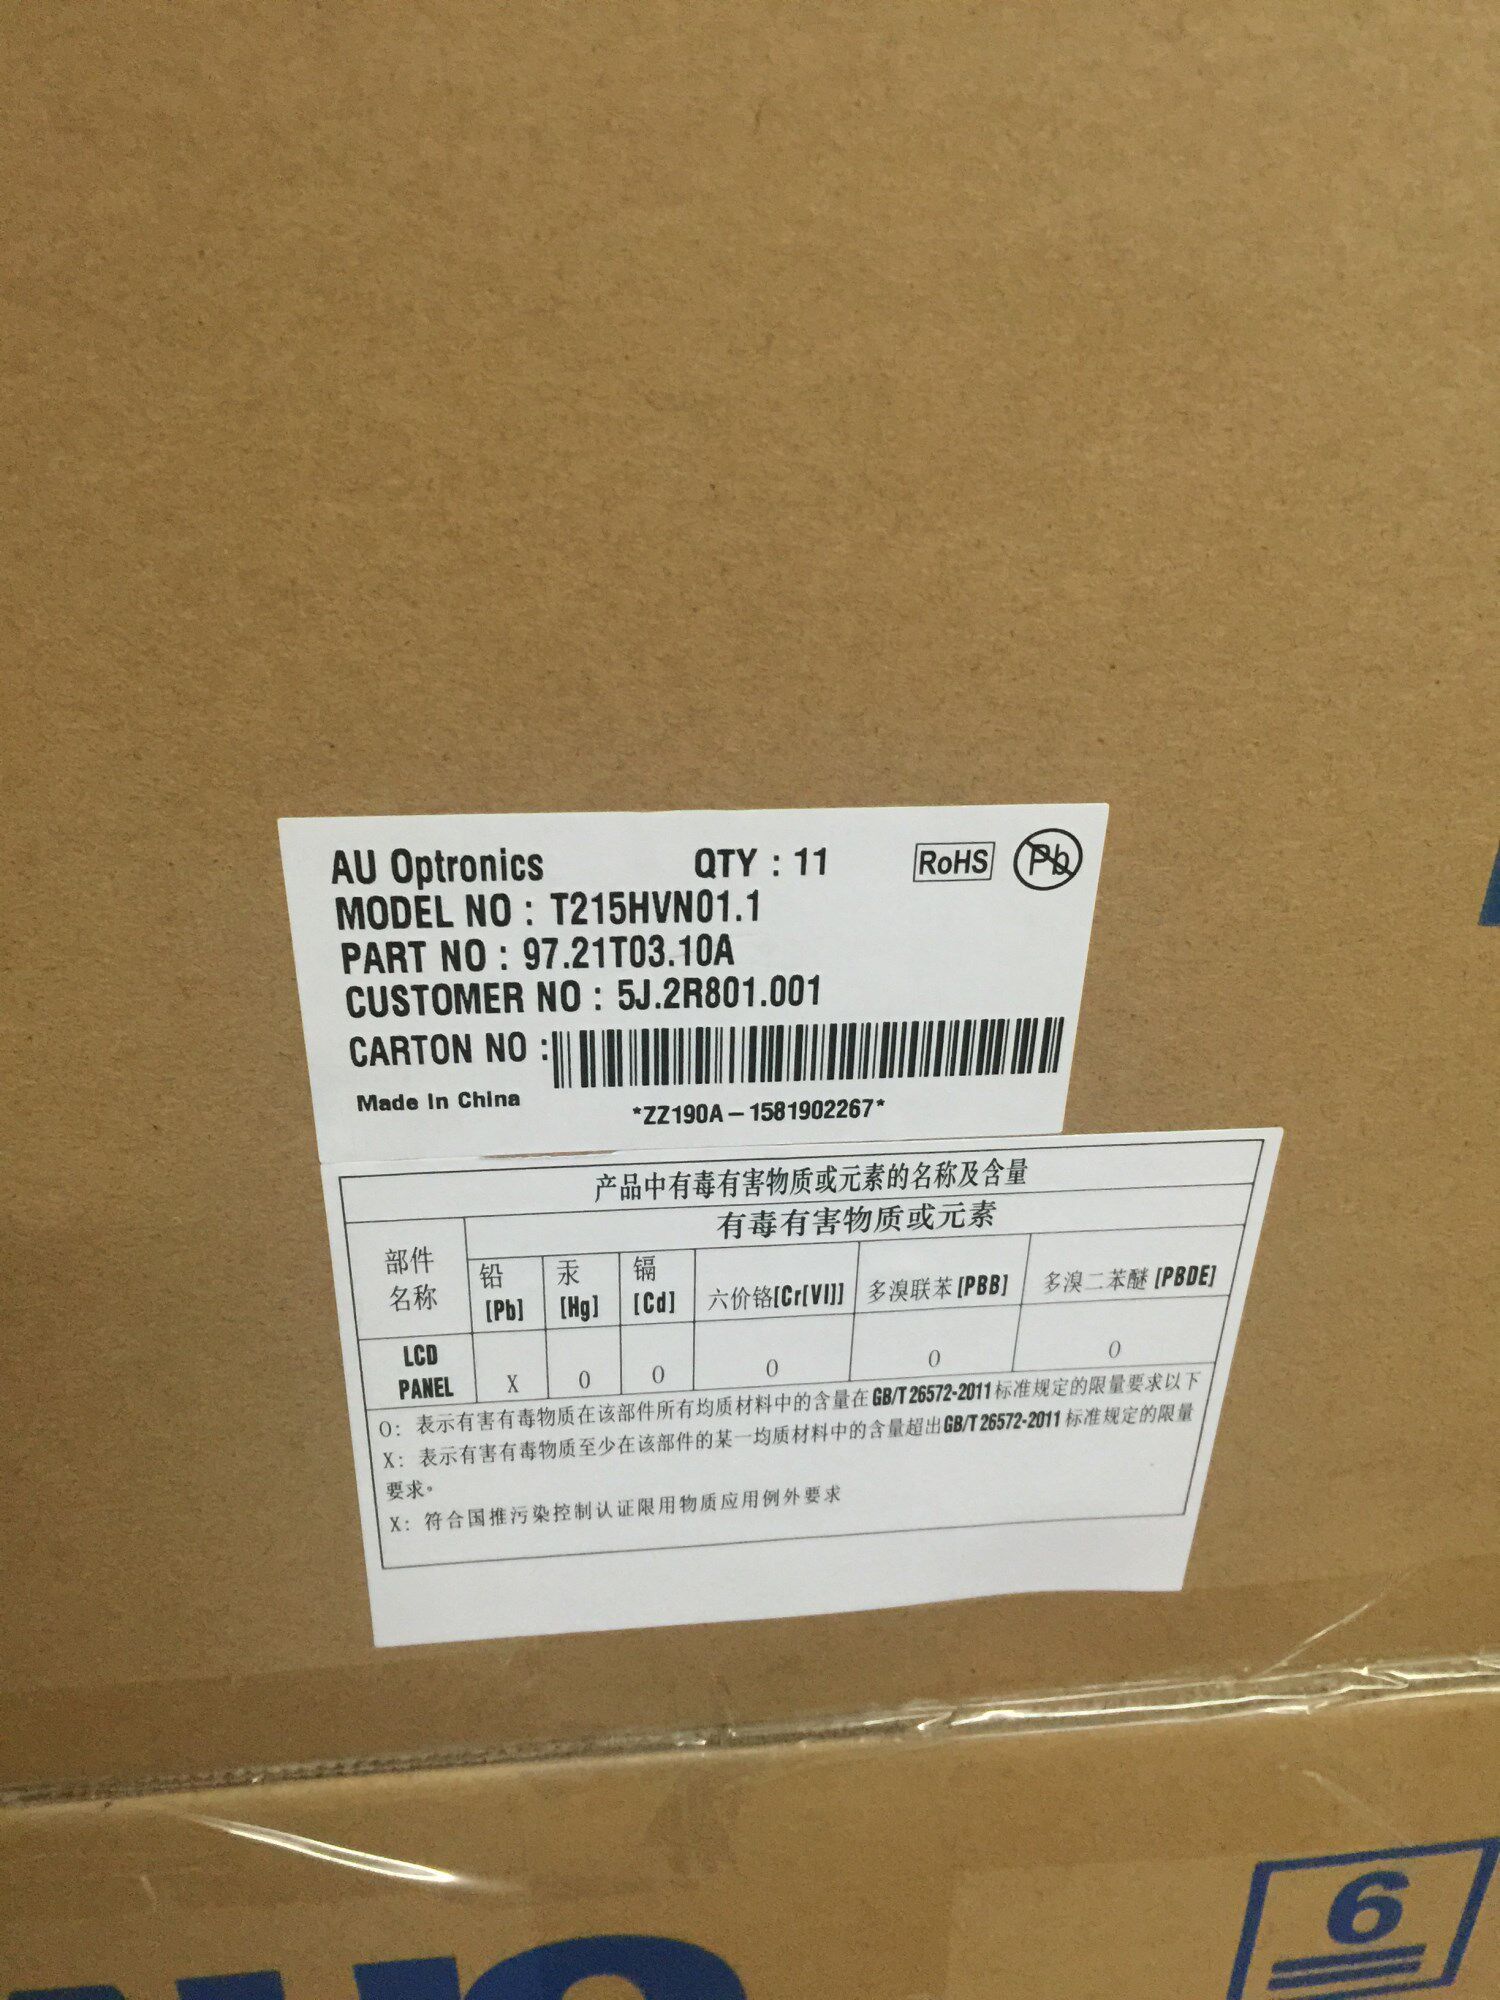 AU Optronics QTY : 11 RoHS Pb
MODEL NO : T215HVN01.1
PART NO : 97.21T03.10A
CUSTOMER NO : 5J.2R801.001
CARTON NO :
Made In China *ZZ190A-1581902267*
产品中有毒有害物质或元素的名称及含量
部件名称 有毒有害物质或元素
铅[Pb] 汞[Hg] 镉[Cd] 六价铬[Cr[VI]] 多溴联苯[PBB] 多溴二苯醚[PBDE]
LCD PANEL X O O O O O
O: 表示有害有毒物质在该部件所有均质材料中的含量在GB/T 26572-2011标准规定的限量要求以下
X: 表示有害有毒物质至少在该部件的某一均质材料中的含量超出GB/T 26572-2011标准规定的限量
要求。
X: 符合国推污染控制认证限用物质应用例外要求
6